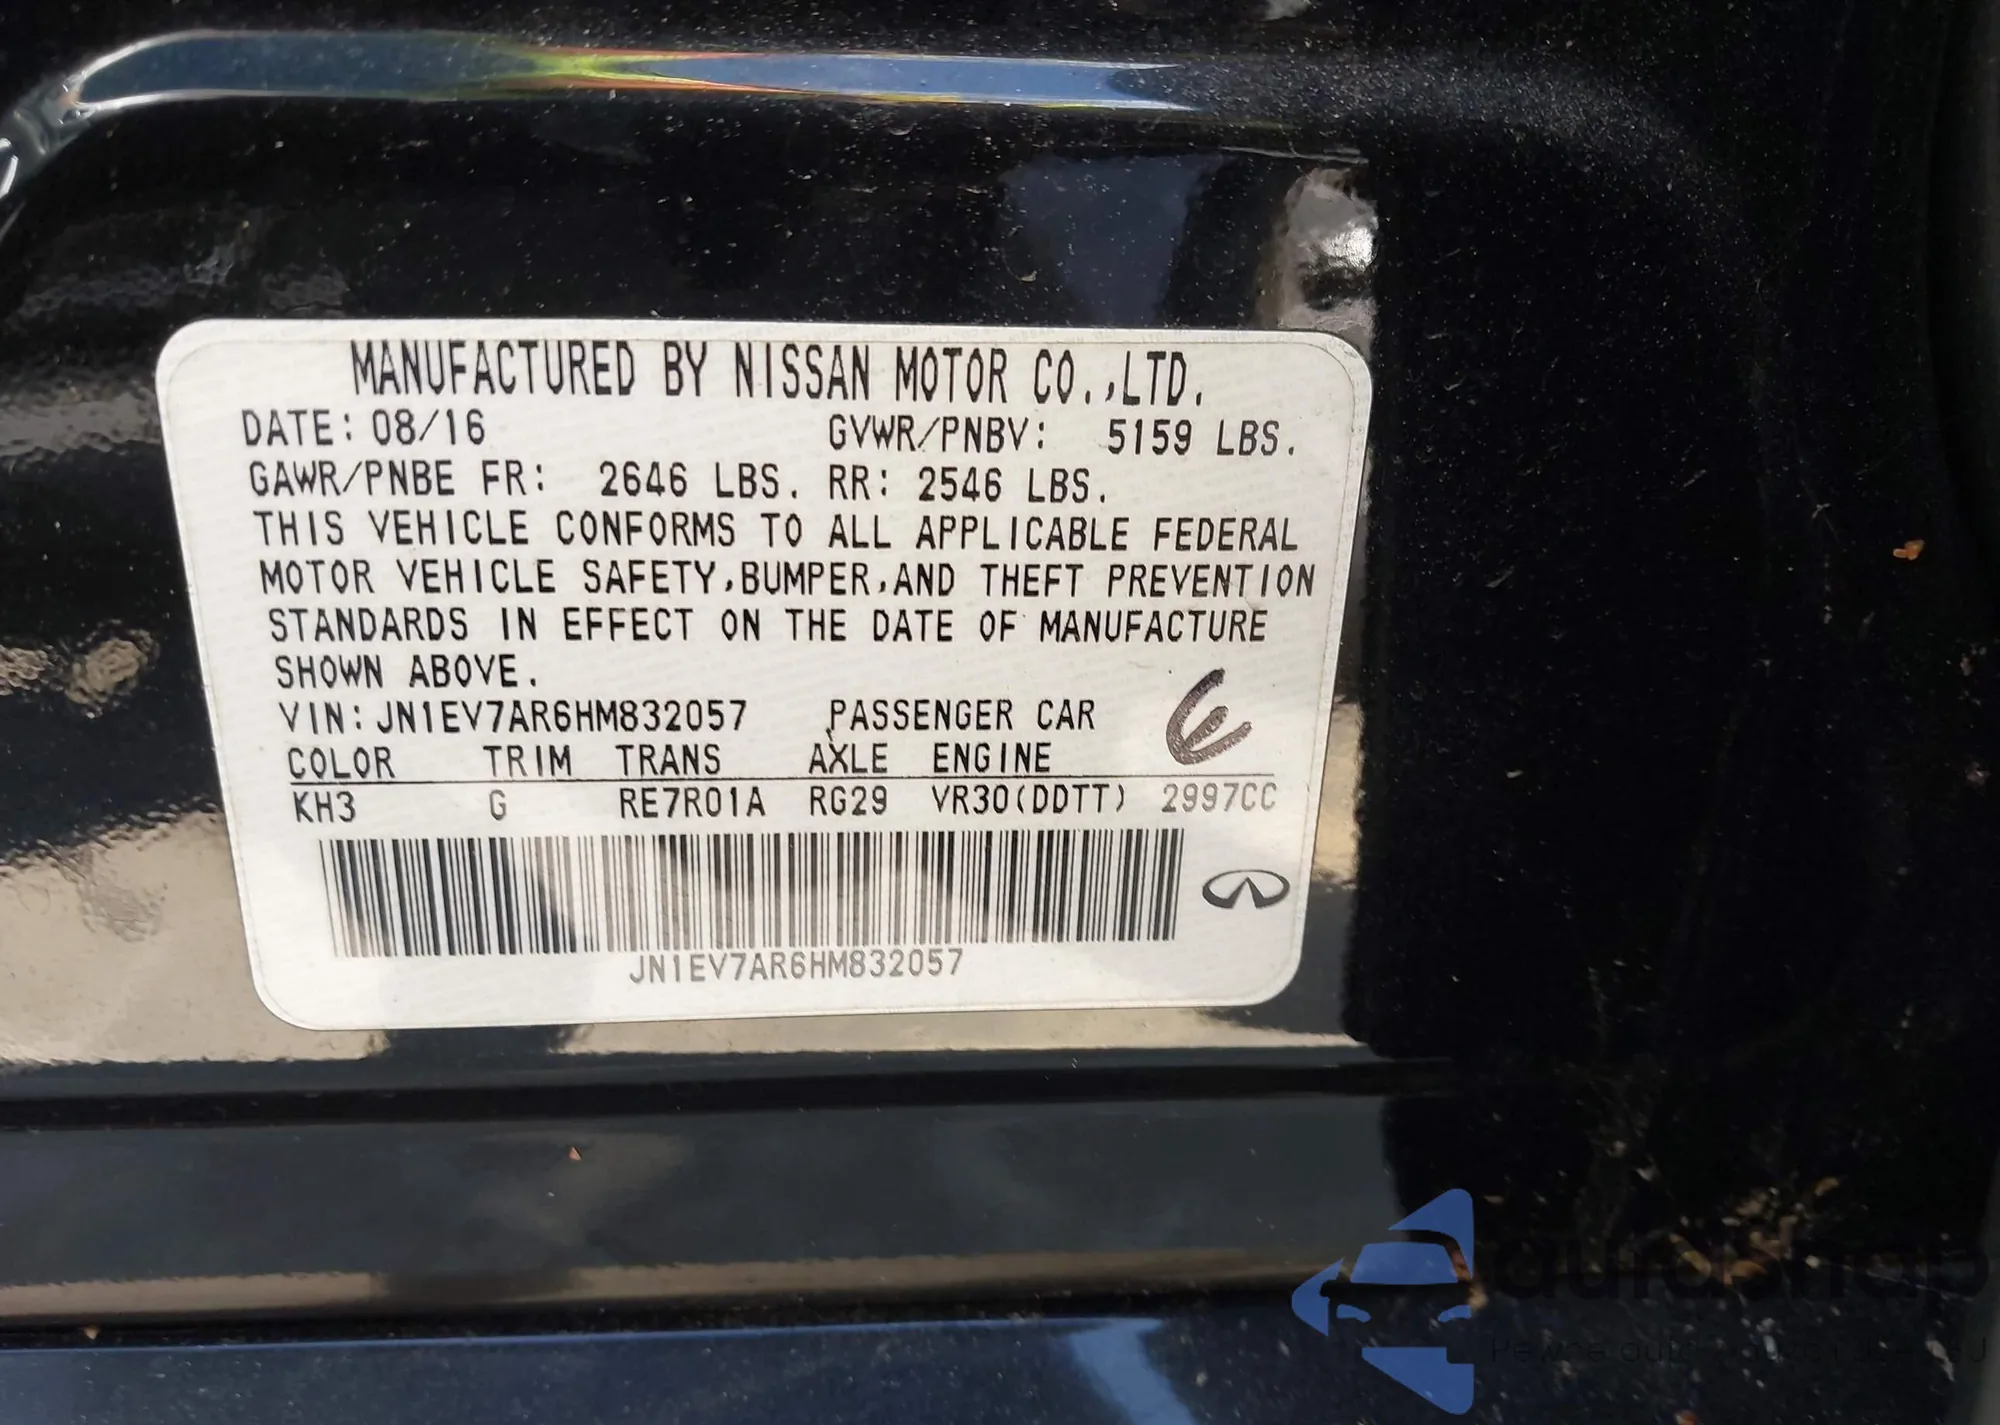 MANUFACTURED BY NISSAN MOTOR CO.,LTD.
DATE: 08/16 GVWR/PNBV: 5159 LBS.
GAWR/PNBE FR: 2646 LBS. RR: 2546 LBS.
THIS VEHICLE CONFORMS TO ALL APPLICABLE FEDERAL
MOTOR VEHICLE SAFETY,BUMPER,AND THEFT PREVENTION
STANDARDS IN EFFECT ON THE DATE OF MANUFACTURE
SHOWN ABOVE.
VIN:JN1EV7AR6HM832057 PASSENGER CAR
COLOR TRIM TRANS AXLE ENGINE
KH3 G RE7R01A RG29 VR30(DDTT) 2997CC
JN1EV7AR6HM832057